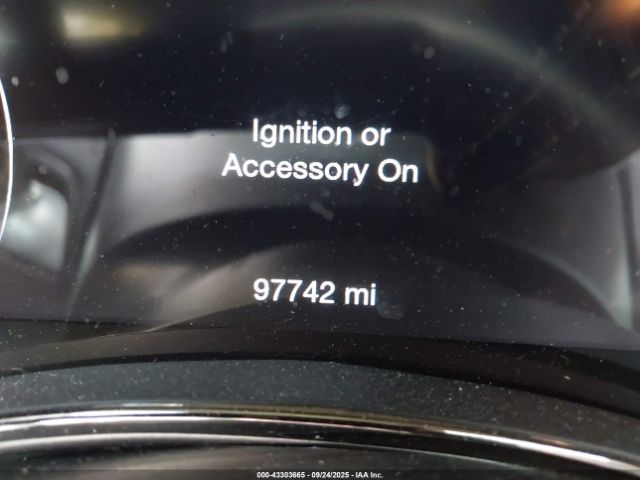 Ignition or
Accessory On
97742 mi
000-43303665 - 09/24/2025 - IAA Inc.